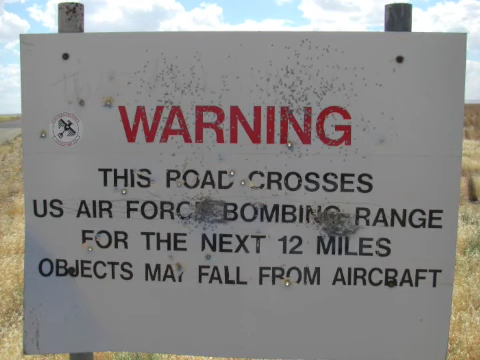 WARNING
THIS ROAD CROSSES
US AIR FORCE BOMBING RANGE
FOR THE NEXT 12 MILES
OBJECTS MAY FALL FROM AIRCRAFT